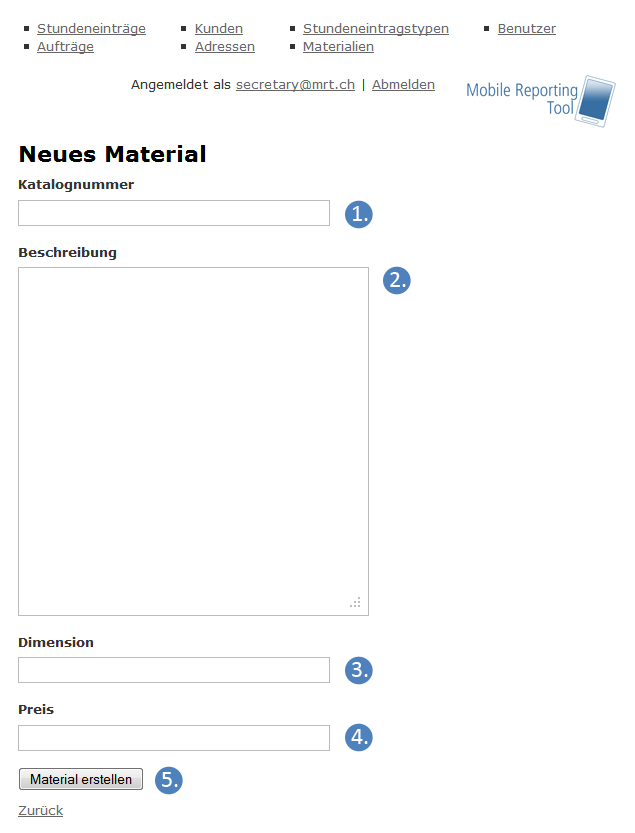 Stundeneinträge Kunden Stundeneintragstypen Benutzer
Aufträge Adressen Materialien
Angemeldet als secretary@mrt.ch | Abmelden
Mobile Reporting
Tool
Neues Material
Katalognummer
1.
Beschreibung
2.
Dimension
3.
Preis
4.
Material erstellen 5.
Zurück